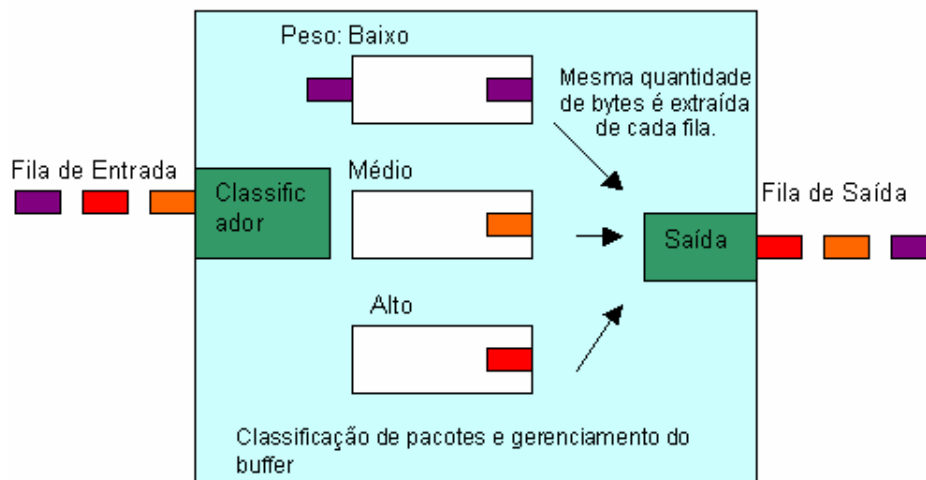 Peso: Baixo
Mesma quantidade
de bytes é extraída
de cada fila.
Fila de Entrada
Classific
ador
Médio
Fila de Saída
Saída
Alto
Classificação de pacotes e gerenciamento do
buffer